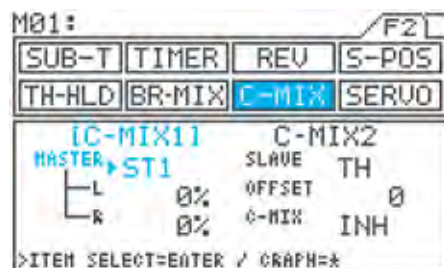 M01: F2
SUB-T TIMER REV S-POS
TH-HLD BR-MIX C-MIX SERVO
[C-MIX1] C-MIX2
MASTER ST1 SLAVE TH
L 0% OFFSET 0
R 0% C-MIX INH
>ITEM SELECT=ENTER / GRAPH=*